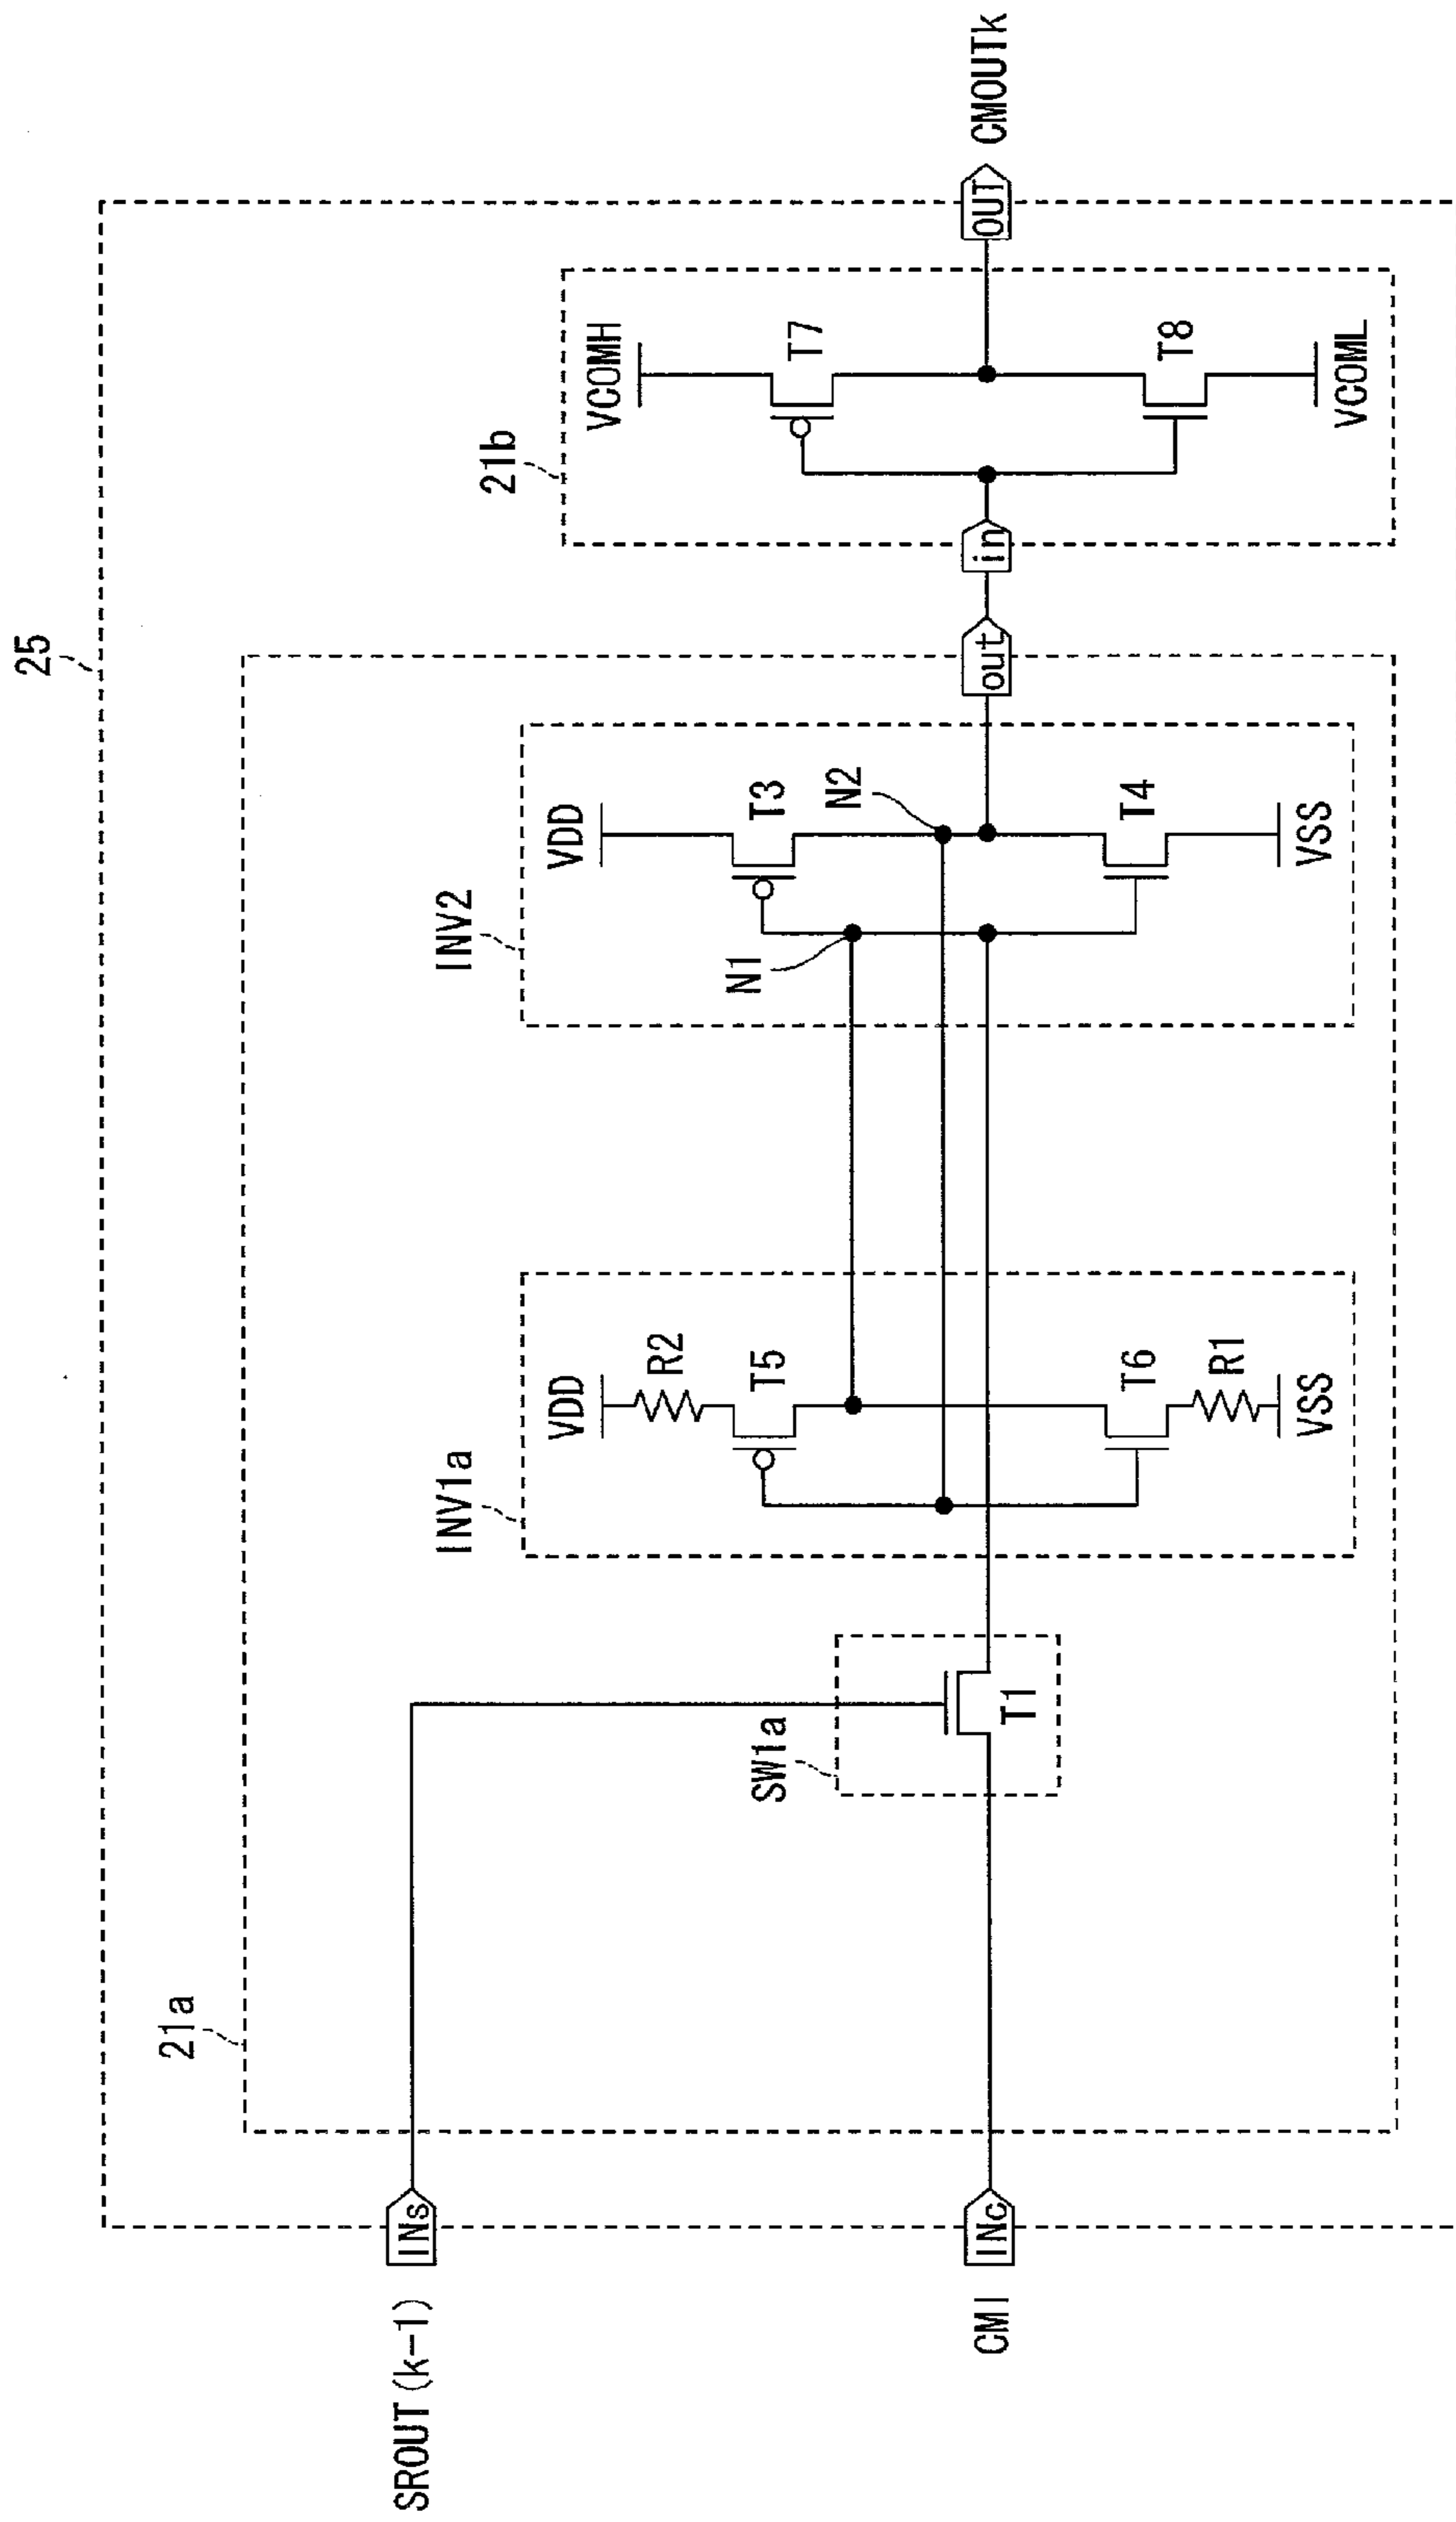 25
21a
21b
INV1a
INV2
VCOMH
VDD
R2
VDD
T5
T3
T7
N1
N2
SROUT(k-1)
INs
SW1a
T1
CMI
INc
out
in
OUT
CMOUTk
T6
T4
T8
R1
VSS
VSS
VCOML